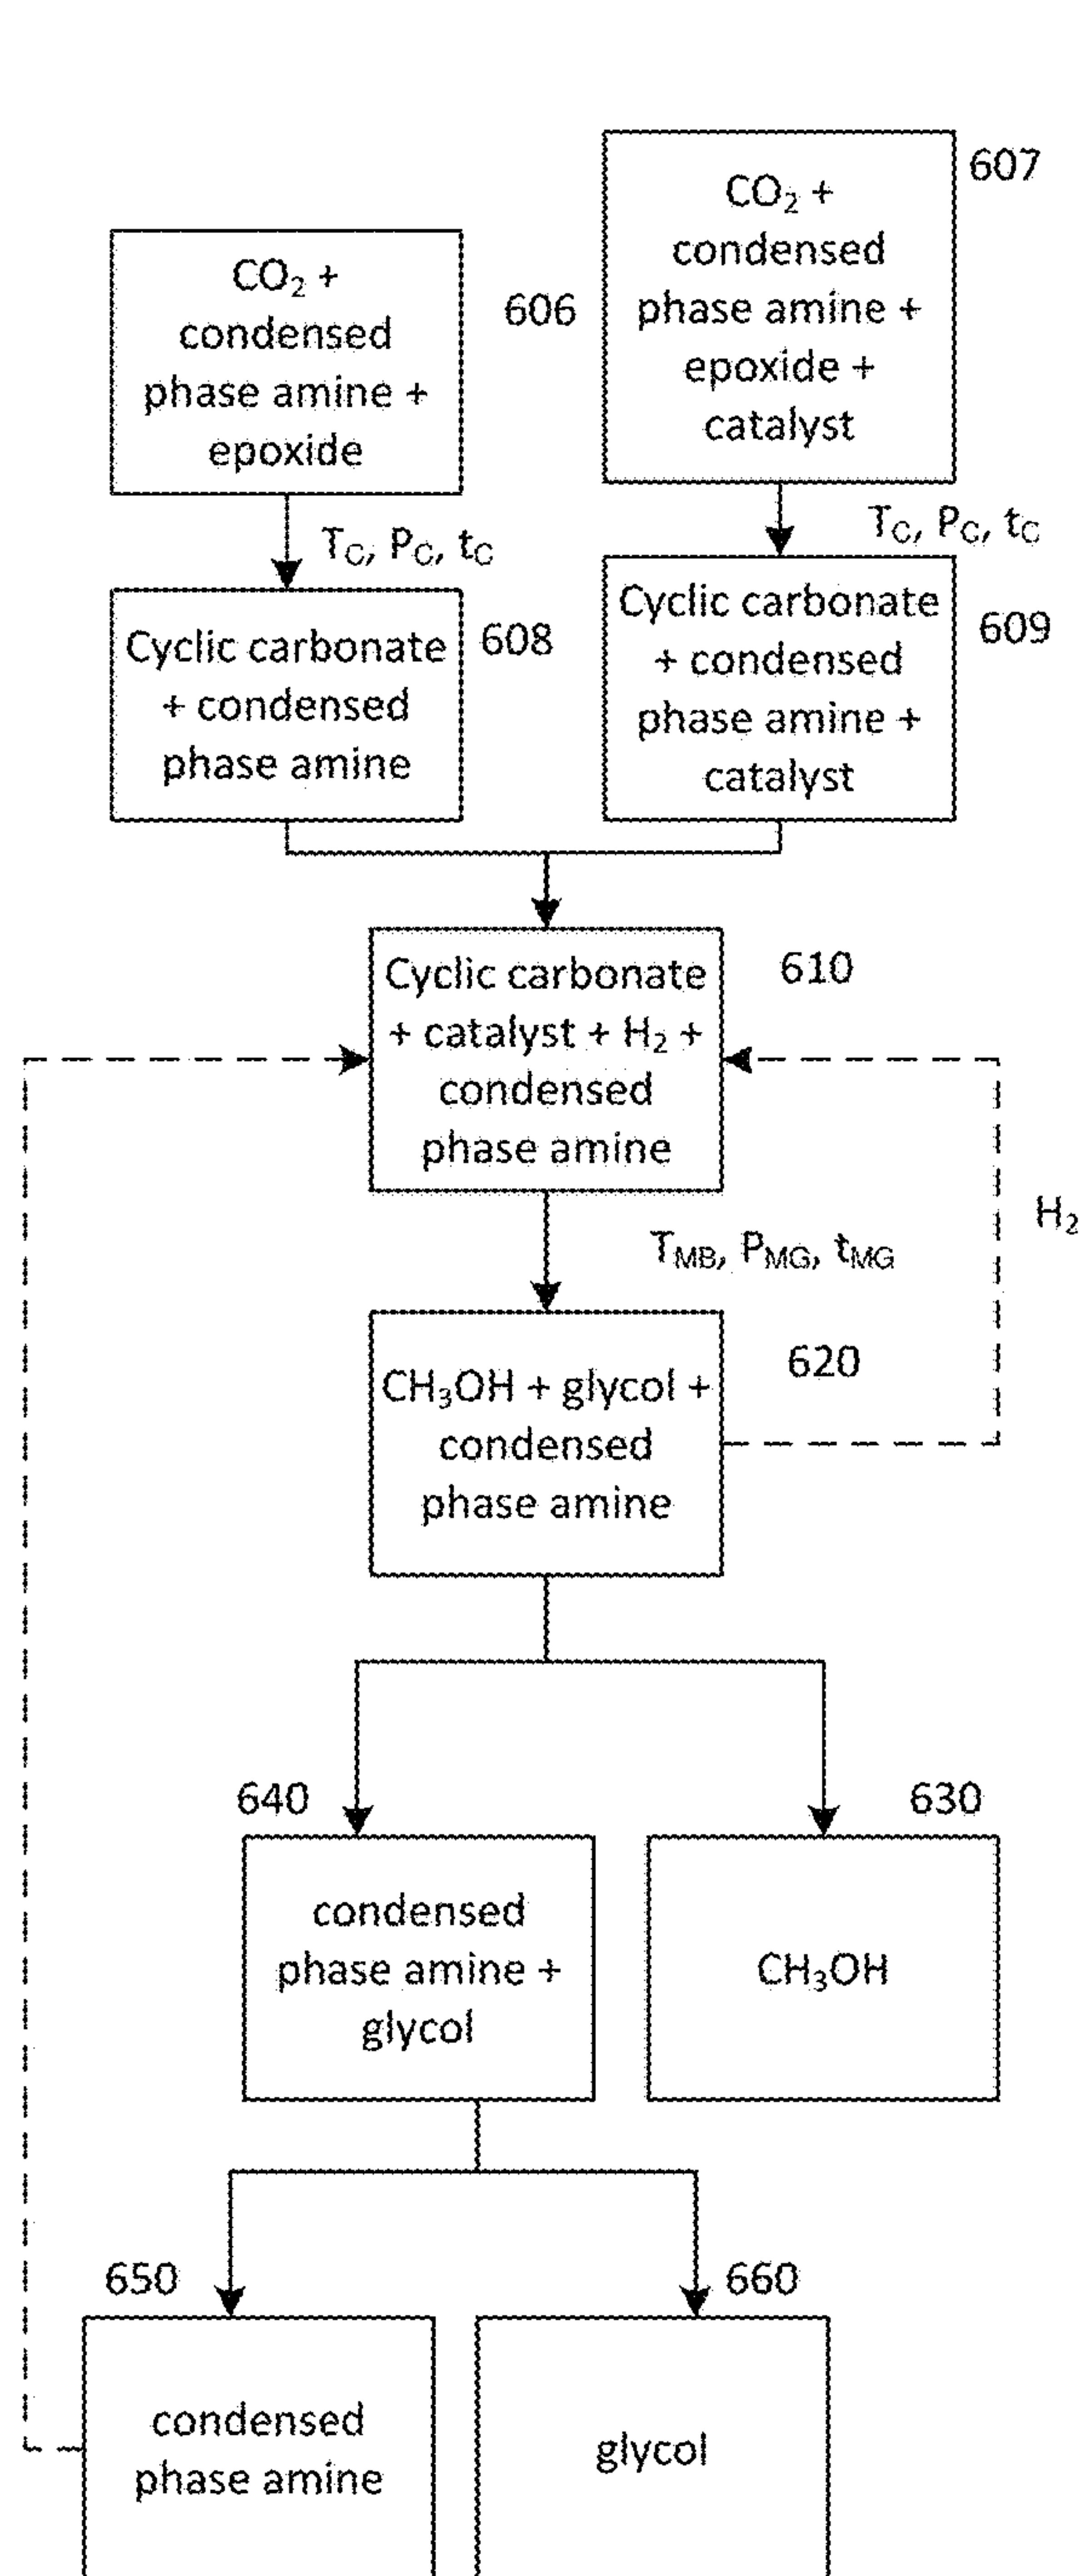 607
CO₂ +
condensed
phase amine +
epoxide +
catalyst
606
CO₂ +
condensed
phase amine +
epoxide
T_C, P_C, t_C
T_C, P_C, t_C
Cyclic carbonate
+ condensed
phase amine
608
Cyclic carbonate
+ condensed
phase amine +
catalyst
609
Cyclic carbonate
+ catalyst + H₂ +
condensed
phase amine
610
T_MB, P_MG, t_MG
H₂
CH₃OH + glycol +
condensed
phase amine
620
640
condensed
phase amine +
glycol
630
CH₃OH
650
condensed
phase amine
660
glycol